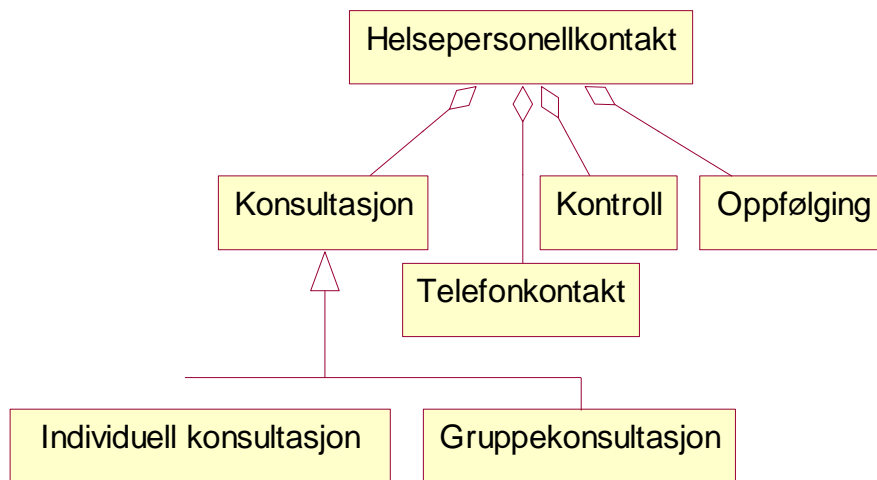 Helsepersonellkontakt
Konsultasjon
Kontroll
Oppfølging
Telefonkontakt
Individuell konsultasjon
Gruppekonsultasjon